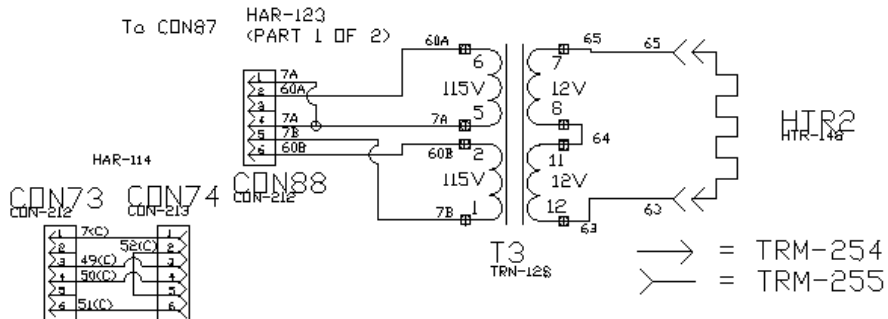 To CON87
HAR-123
(PART 1 OF 2)
60A
65
65
6
7
1
7A
2
60A
115V
12V
3
4
7A
7A
5
8
5
7B
64
HTR2
HTR-148
6
60B
60B
2
11
HAR-114
115V
12V
CON73
CON-212
CON74
CON-213
CON88
CON-212
7B
1
12
63
63
1
7(C)
1
2
52(C)
2
3
49(C)
3
4
50(C)
4
5
5
6
51(C)
6
T3
TRN-128
= TRM-254
= TRM-255